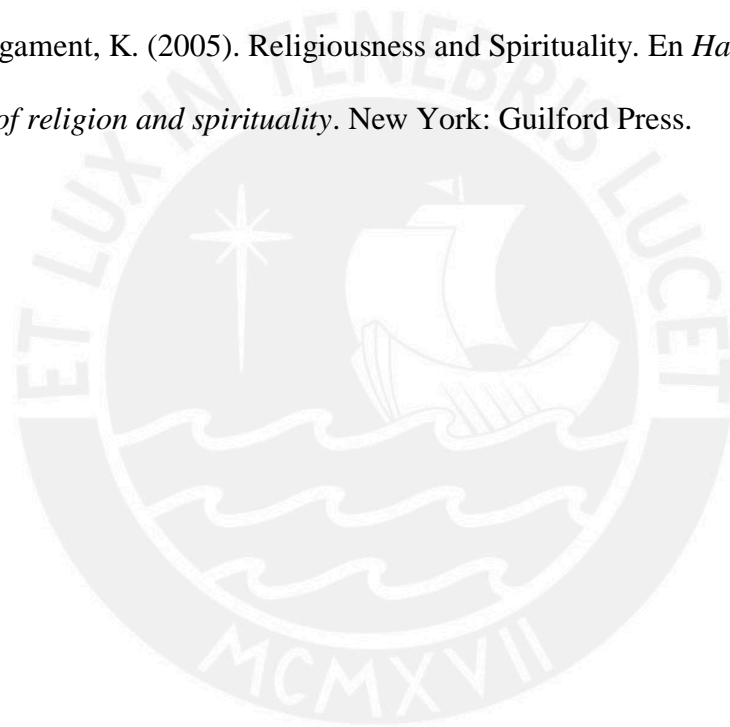 gament, K. (2005). Religiousness and Spirituality. En Ha
of religion and spirituality. New York: Guilford Press.
ET LUX IN TENEBRIS LUCET
MCMXVII